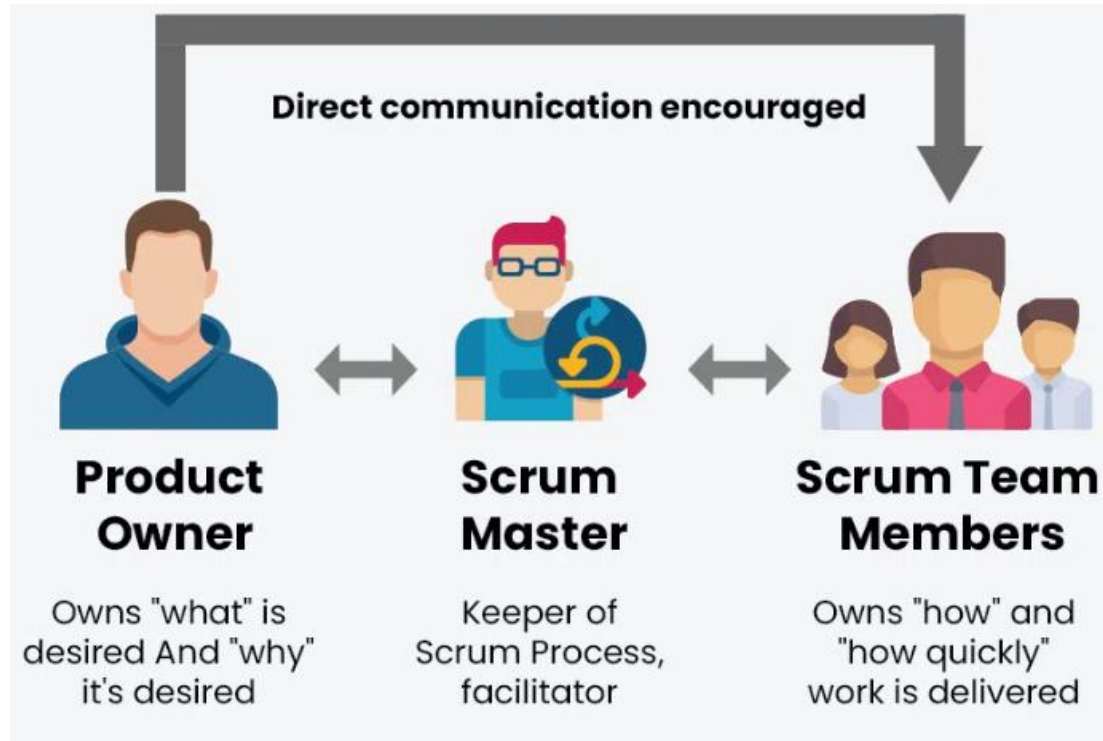 Direct communication encouraged
Product
Owner
Owns "what" is
desired And "why"
it's desired
Scrum
Master
Keeper of
Scrum Process,
facilitator
Scrum Team
Members
Owns "how" and
"how quickly"
work is delivered